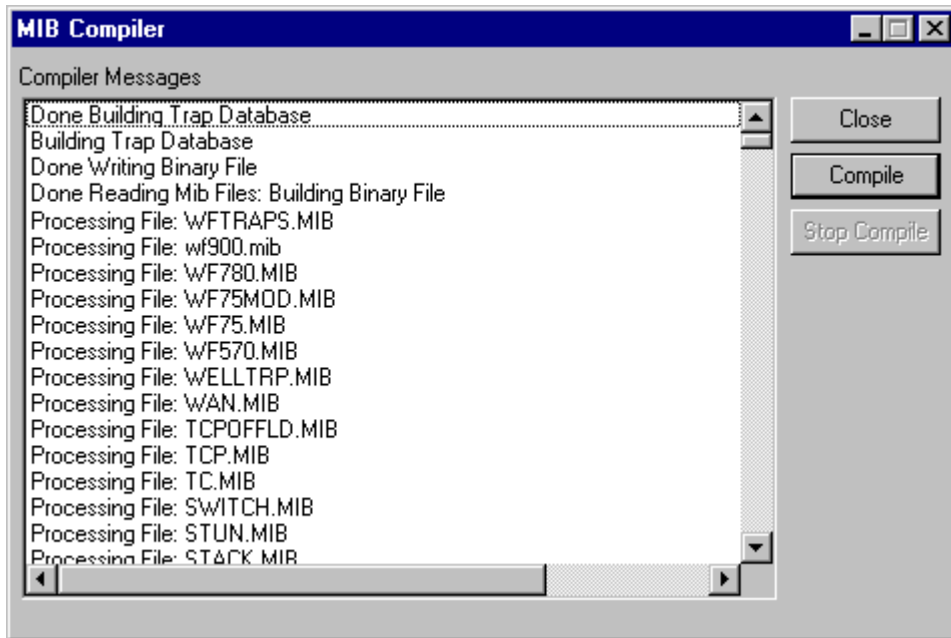 MIB Compiler
Compiler Messages
Done Building Trap Database
Building Trap Database
Done Writing Binary File
Done Reading Mib Files: Building Binary File
Processing File: WFTRAPS.MIB
Processing File: wf900.mib
Processing File: WF780.MIB
Processing File: WF75MOD.MIB
Processing File: WF75.MIB
Processing File: WF570.MIB
Processing File: WELLTRP.MIB
Processing File: WAN.MIB
Processing File: TCPOFFLD.MIB
Processing File: TCP.MIB
Processing File: TC.MIB
Processing File: SWITCH.MIB
Processing File: STUN.MIB
Processing File: STACK.MIB
Close
Compile
Stop Compile